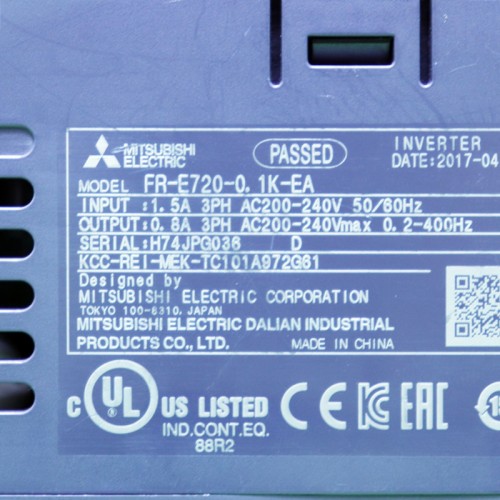 MITSUBISHI
ELECTRIC
PASSED
INVERTER
DATE:2017-04
MODEL FR-E720-0.1K-EA
INPUT :1.5A 3PH AC200-240V 50/60Hz
OUTPUT:0.8A 3PH AC200-240Vmax 0.2-400Hz
SERIAL:H74JPG036 D
KCC-REI-MEK-TC101A972G61
Designed by
MITSUBISHI ELECTRIC CORPORATION
TOKYO 100-8310, JAPAN
MITSUBISHI ELECTRIC DALIAN INDUSTRIAL
PRODUCTS CO., LTD. MADE IN CHINA
C UL US LISTED CE EAC
IND.CONT.EQ.
88R2